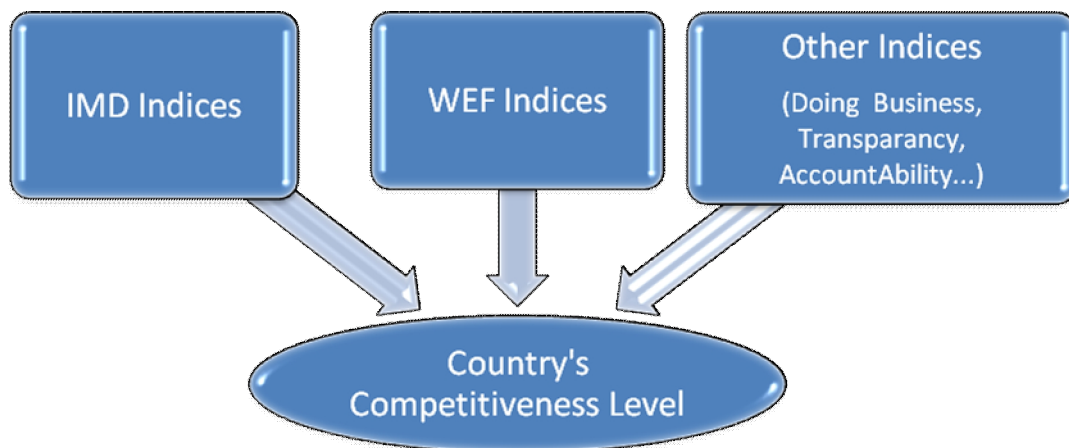 IMD Indices
WEF Indices
Other Indices
(Doing Business,
Transparancy,
AccountAbility...)
Country's
Competitiveness Level